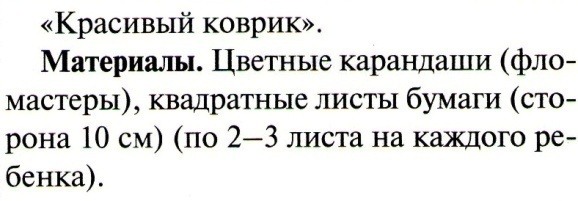 «Красивый коврик».
Материалы. Цветные карандаши (фло-
мастеры), квадратные листы бумаги (сто-
рона 10 см) (по 2–3 листа на каждого ре-
бенка).